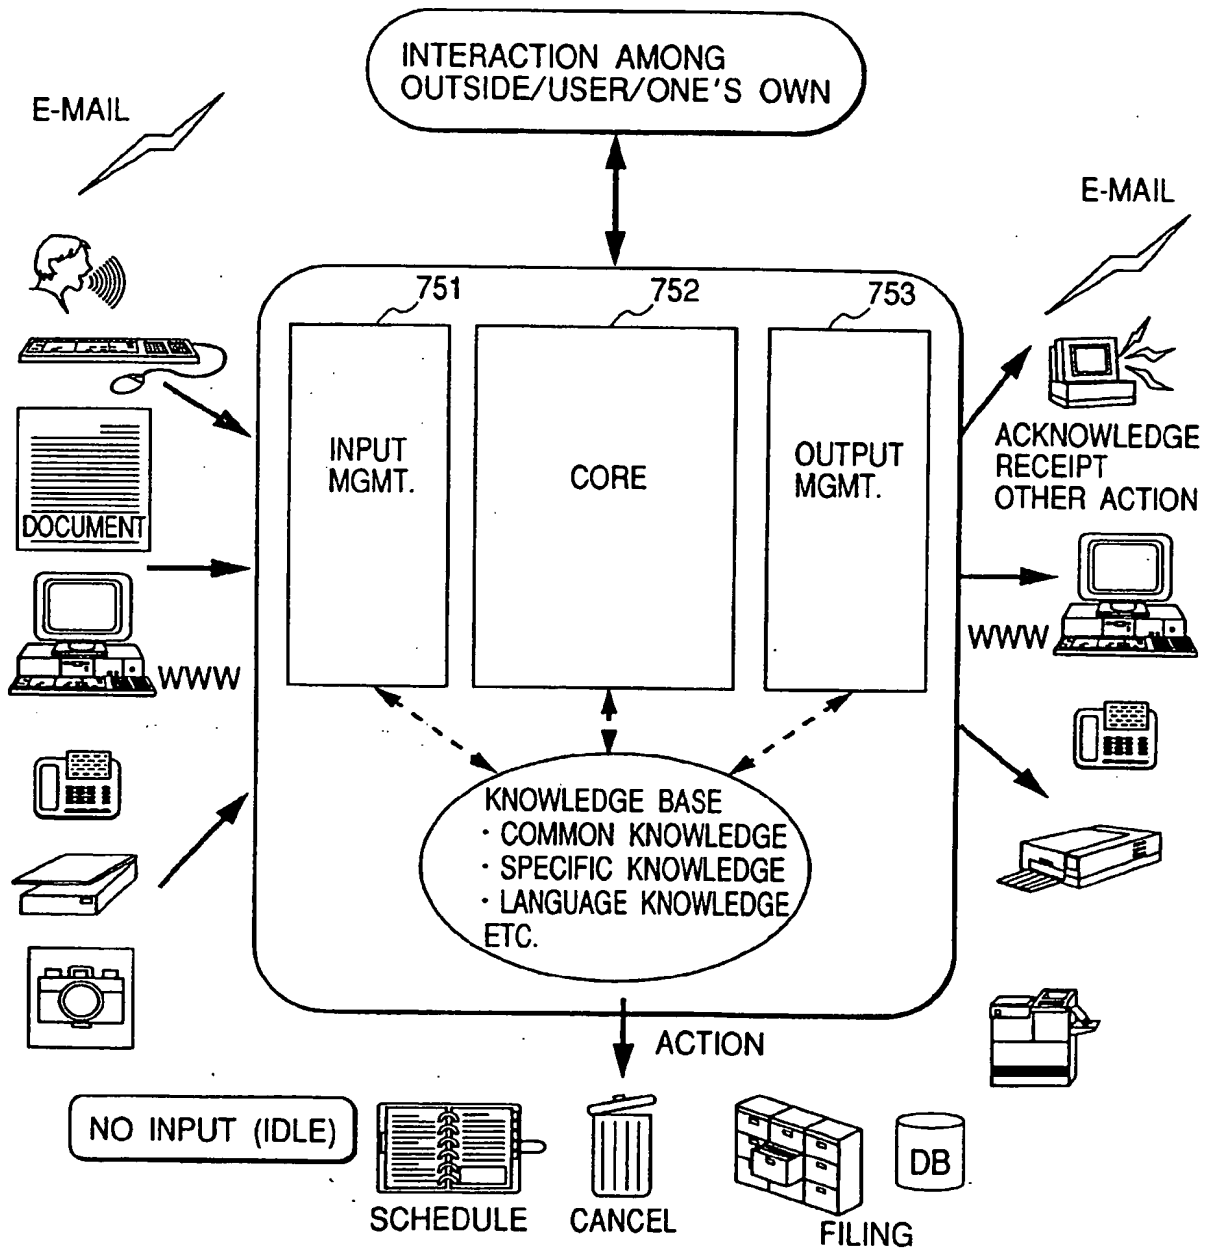 INTERACTION AMONG
OUTSIDE/USER/ONE'S OWN
E-MAIL
E-MAIL
751
752
753
INPUT
MGMT.
CORE
OUTPUT
MGMT.
DOCUMENT
ACKNOWLEDGE
RECEIPT
OTHER ACTION
WWW
WWW
KNOWLEDGE BASE
· COMMON KNOWLEDGE
· SPECIFIC KNOWLEDGE
· LANGUAGE KNOWLEDGE
ETC.
ACTION
NO INPUT (IDLE)
SCHEDULE
CANCEL
FILING
DB